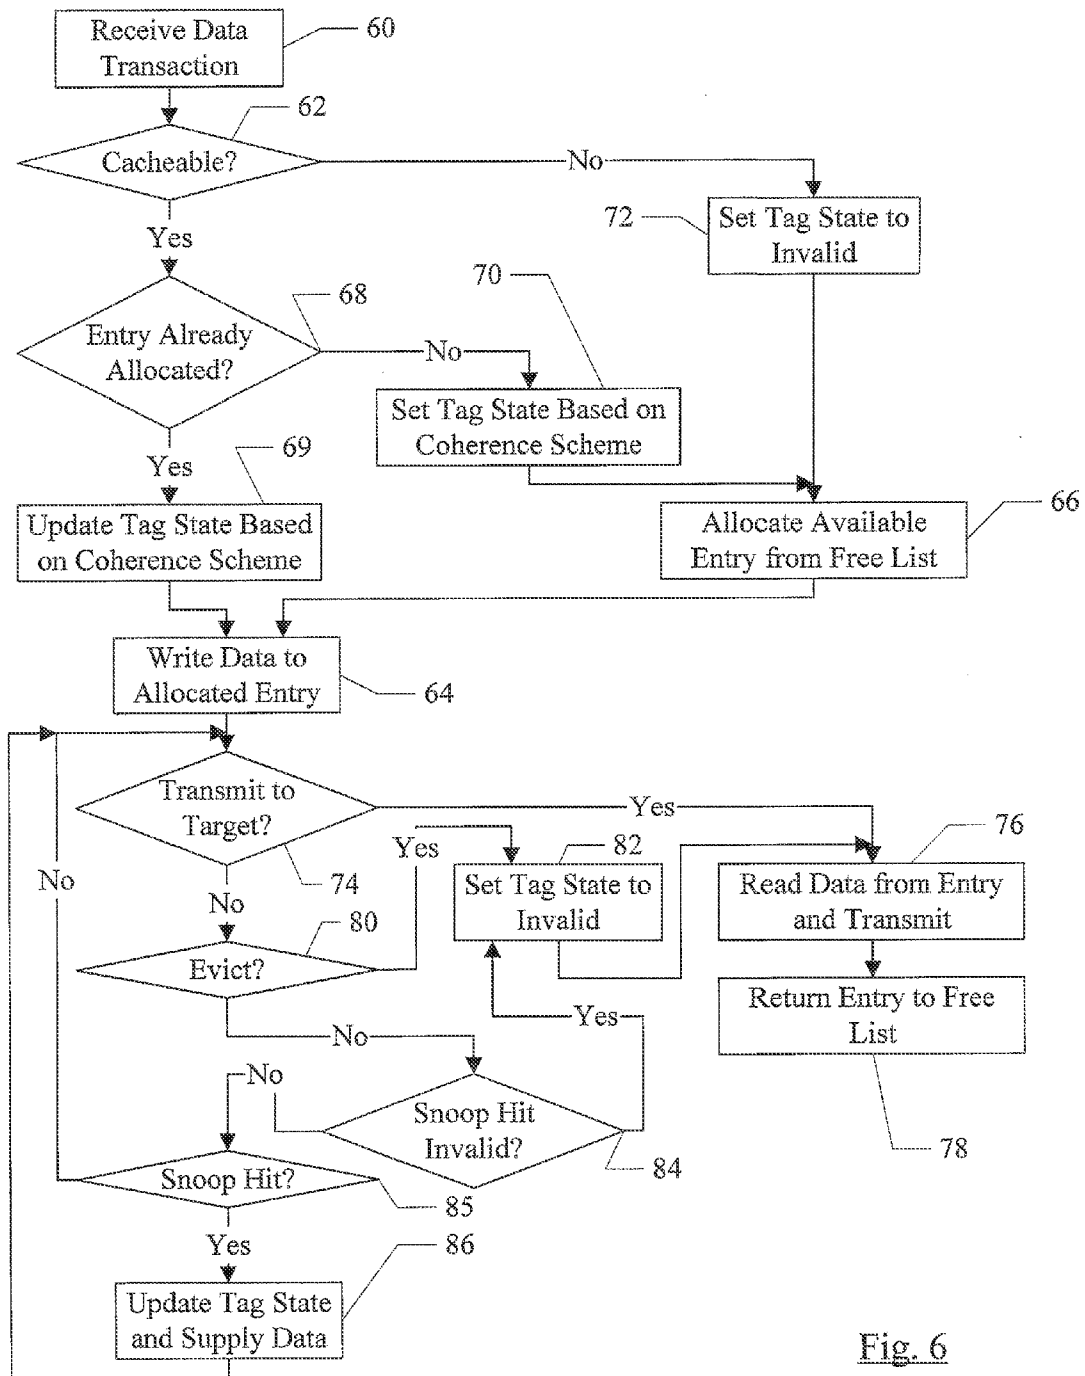 Receive Data
Transaction
60
62
Cacheable?
No
72
Set Tag State to
Invalid
Yes
68
70
Entry Already
Allocated?
No
Set Tag State Based on
Coherence Scheme
69
Yes
66
Update Tag State Based
on Coherence Scheme
Allocate Available
Entry from Free List
Write Data to
Allocated Entry
64
Transmit to
Target?
Yes
76
Yes
82
No
74
Set Tag State to
Invalid
Read Data from Entry
and Transmit
No
80
Evict?
Return Entry to Free
List
Yes
No
No
Snoop Hit
Invalid?
84
78
Snoop Hit?
85
Yes
86
Update Tag State
and Supply Data
Fig. 6